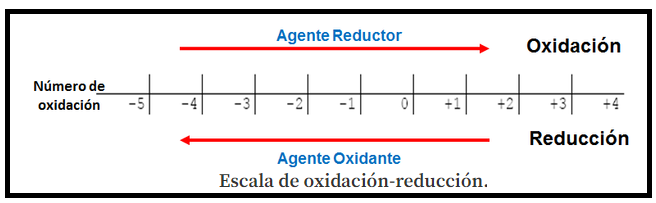 Agente Reductor
Oxidación
Número de
oxidación
-5 -4 -3 -2 -1 0 +1 +2 +3 +4
Reducción
Agente Oxidante
Escala de oxidación-reducción.